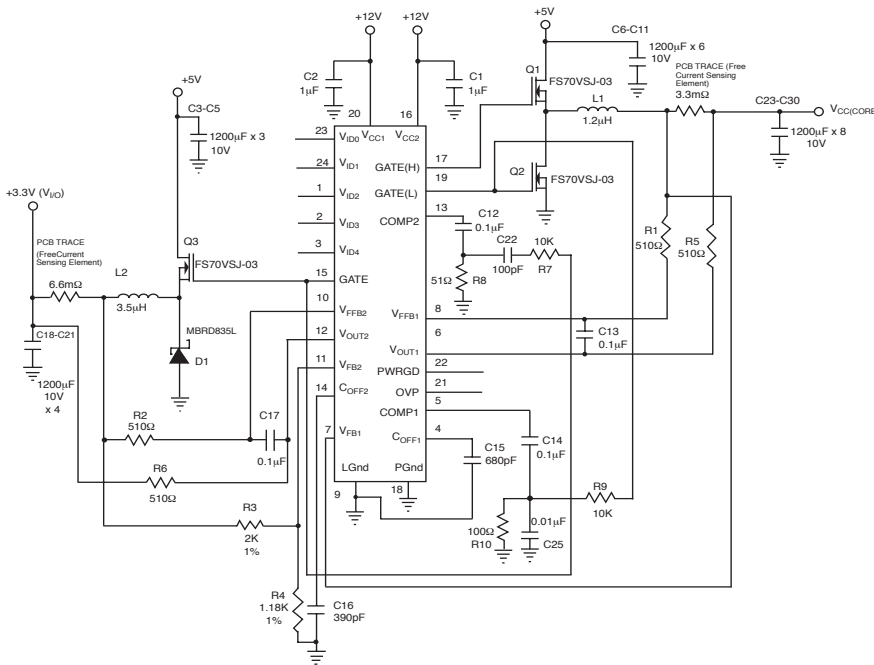 +12V
+12V
+5V
C6-C11
1200μF x 6
10V
C2
1μF
C1
1μF
Q1
FS70VSJ-03
PCB TRACE (Free
Current Sensing
Element)
3.3mΩ
C23-C30
VCC(CORE
1200μF x 8
10V
L1
1.2μH
+5V
C3-C5
1200μF x 3
10V
20
16
23
VID0
VCC1
VCC2
24
VID1
GATE(H)
17
1
VID2
GATE(L)
19
Q2
FS70VSJ-03
2
VID3
COMP2
13
3
VID4
C12
0.1μF
C22
100pF
10K
R7
51Ω
R8
R1
510Ω
R5
510Ω
+3.3V (VI/O)
PCB TRACE
(FreeCurrent
Sensing Element)
6.6mΩ
L2
3.5μH
Q3
FS70VSJ-03
15
GATE
10
VFFB2
VFFB1
8
12
VOUT2
VOUT1
6
C13
0.1μF
11
VFB2
PWRGD
22
14
COFF2
OVP
21
COMP1
5
7
VFB1
COFF1
4
LGnd
PGnd
9
18
MBRD835L
D1
C18-C21
1200μF
10V
x 4
R2
510Ω
C17
0.1μF
R6
510Ω
R3
2K
1%
R4
1.18K
1%
C16
390pF
C15
680pF
C14
0.1μF
R9
10K
100Ω
R10
0.01μF
C25